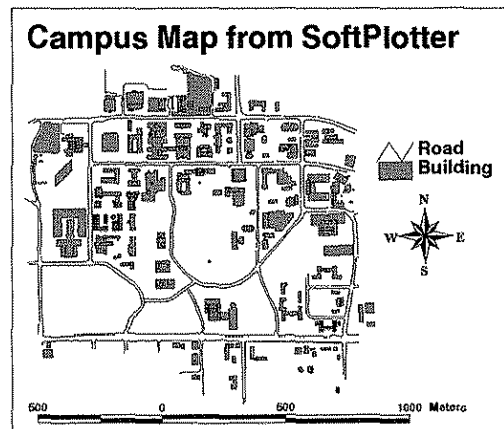 Campus Map from SoftPlotter
Road
Building
N
W E
S
500 0 500 1000 Meters